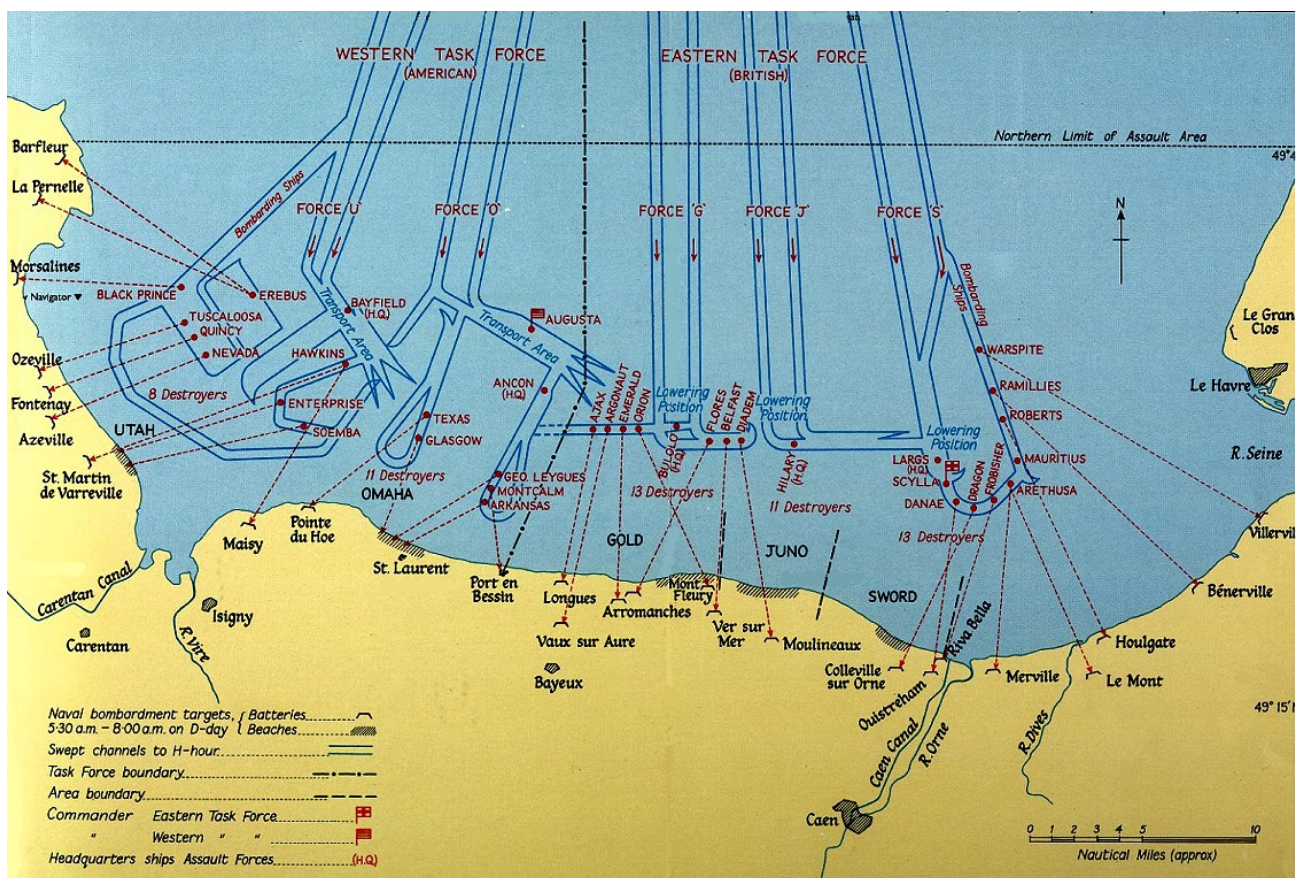 WESTERN TASK FORCE
(AMERICAN)
EASTERN TASK FORCE
(BRITISH)
Northern Limit of Assault Area
Barfleur
La Pernelle
Bombarding Ships
FORCE 'U'
FORCE 'O'
FORCE 'G'
FORCE 'J'
FORCE 'S'
N
Morsalines
Navigator ▼
BLACK PRINCE
EREBUS
BAYFIELD
(H.Q.)
Transport Area
Transport Area
AUGUSTA
Bombarding
Ships
Le Gran
Clos
Le Havre
TUSCALOOSA
QUINCY
NEVADA
HAWKINS
ANCON
(H.Q.)
WARSPITE
RAMILLIES
ROBERTS
Ozeville
Fontenay
Azeville
8 Destroyers
ENTERPRISE
SOEMBA
TEXAS
GLASGOW
AJAX
ARGONAUT
EMERALD
ORION
Lowering
Position
BULOLO
(H.Q.)
FLORES
BELFAST
DIADEM
Lowering
Position
HILARY
(H.Q.)
Lowering
Position
LARGS
(H.Q.)
SCYLLA
DANAE
DRAGON
FROBISHER
MAURITIUS
ARETHUSA
R. Seine
UTAH
St. Martin
de Varreville
11 Destroyers
OMAHA
GEO. LEYGUES
MONTCALM
ARKANSAS
13 Destroyers
11 Destroyers
13 Destroyers
GOLD
JUNO
SWORD
Pointe
du Hoe
Maisy
St. Laurent
Port en
Bessin
Longues
Vaux sur Aure
Arromanches
Mont
Fleury
Ver sur
Mer
Moulineaux
Colleville
sur Orne
Ouistreham
Riva Bella
Merville
Le Mont
Houlgate
Bénerville
Villervil
Carentan Canal
Carentan
Isigny
R. Vire
Bayeux
Caen Canal
R. Orne
R. Dives
Caen
49° 4
49° 15'
Naval bombardment targets, { Batteries
5·30 a.m. – 8·00 a.m. on D-day { Beaches
Swept channels to H-hour
Task Force boundary
Area boundary
Commander Eastern Task Force
" Western " "
Headquarters ships Assault Forces (H.Q.)
0 1 2 3 4 5 10
Nautical Miles (approx)